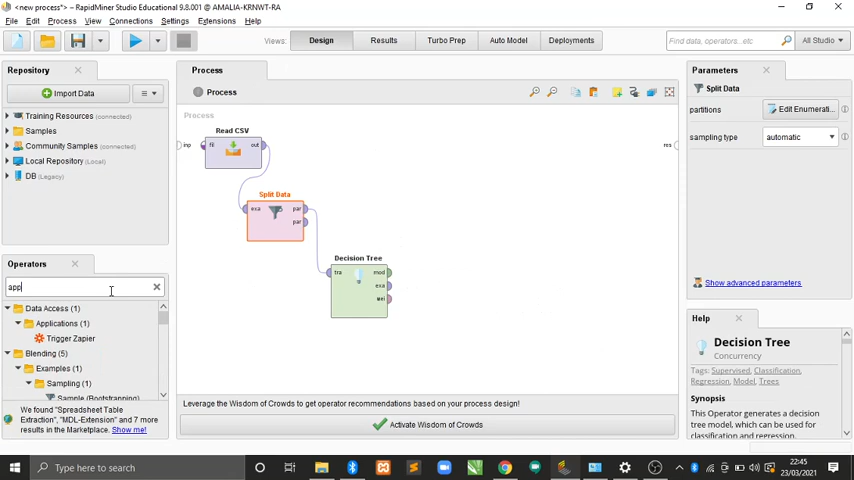 <new process*> – RapidMiner Studio Educational 9.8.001 @ AMALIA-KRNWT-RA
File Edit Process View Connections Settings Extensions Help
Views: Design Results Turbo Prep Auto Model Deployments
Find data, operators...etc
All Studio
Repository
Import Data
Training Resources (connected)
Samples
Community Samples (connected)
Local Repository (Local)
DB (Legacy)
Operators
app
Data Access (1)
Applications (1)
Trigger Zapier
Blending (5)
Examples (1)
Sampling (1)
Sample (Bootstrapping)
We found "Spreadsheet Table
Extraction", "MDL-Extension" and 7 more
results in the Marketplace. Show me!
Process
Process
Process
inp
res
Read CSV
fil out
Split Data
exa par
par
Decision Tree
tra mod
exa
wei
Leverage the Wisdom of Crowds to get operator recommendations based on your process design!
Activate Wisdom of Crowds
Parameters
Split Data
partitions Edit Enumerati...
sampling type automatic
Show advanced parameters
Help
Decision Tree
Concurrency
Tags: Supervised, Classification,
Regression, Model, Trees
Synopsis
This Operator generates a decision
tree model, which can be used for
classification and regression.
Type here to search
22:45
23/03/2021